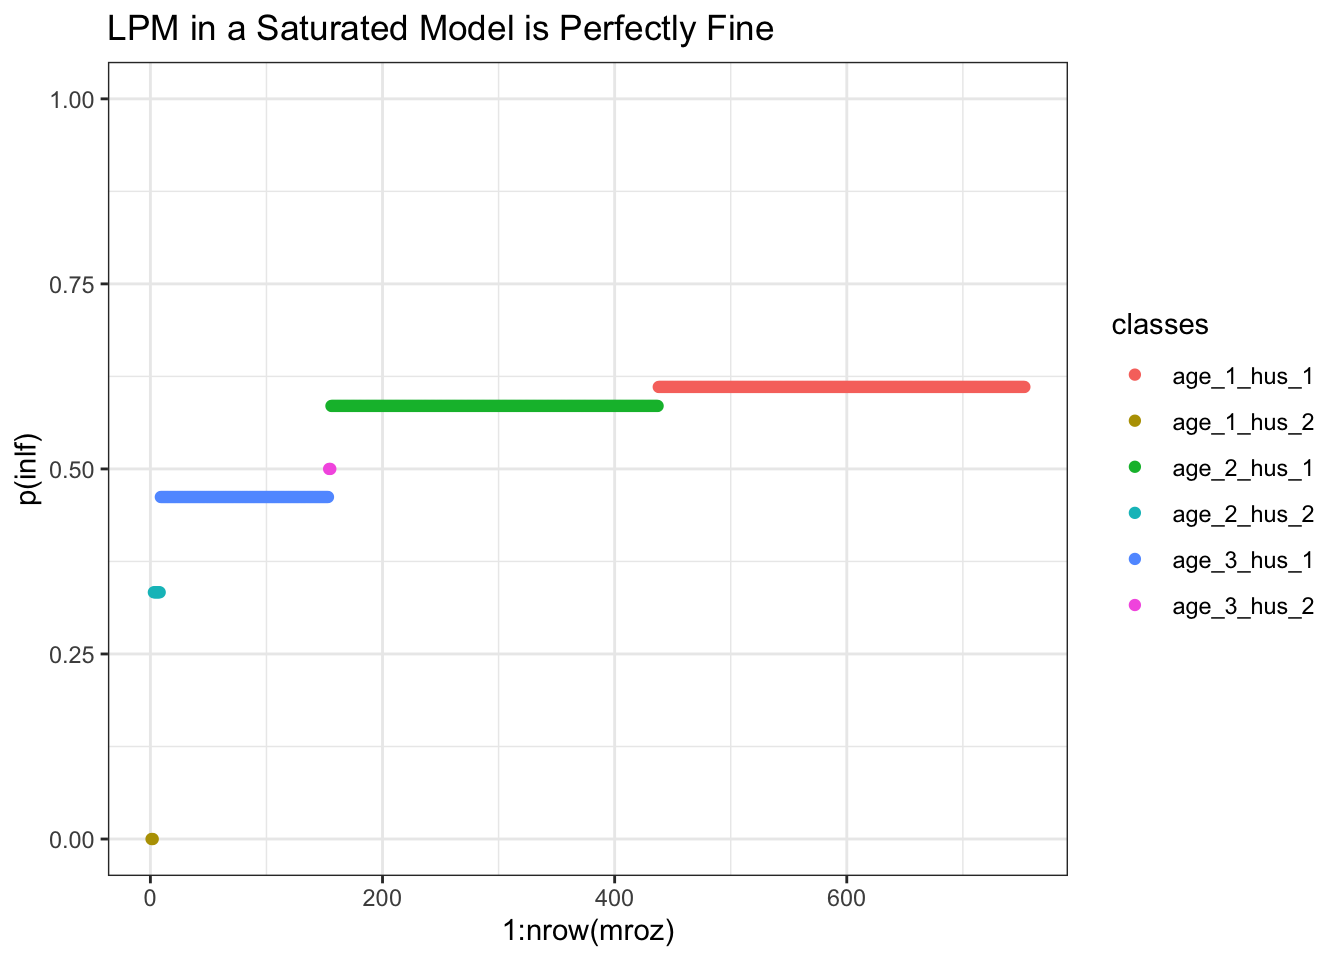 LPM in a Saturated Model is Perfectly Fine
1.00
0.75
0.50
0.25
0.00
p(inlf)
0
200
400
600
1:nrow(mroz)
classes
age_1_hus_1
age_1_hus_2
age_2_hus_1
age_2_hus_2
age_3_hus_1
age_3_hus_2